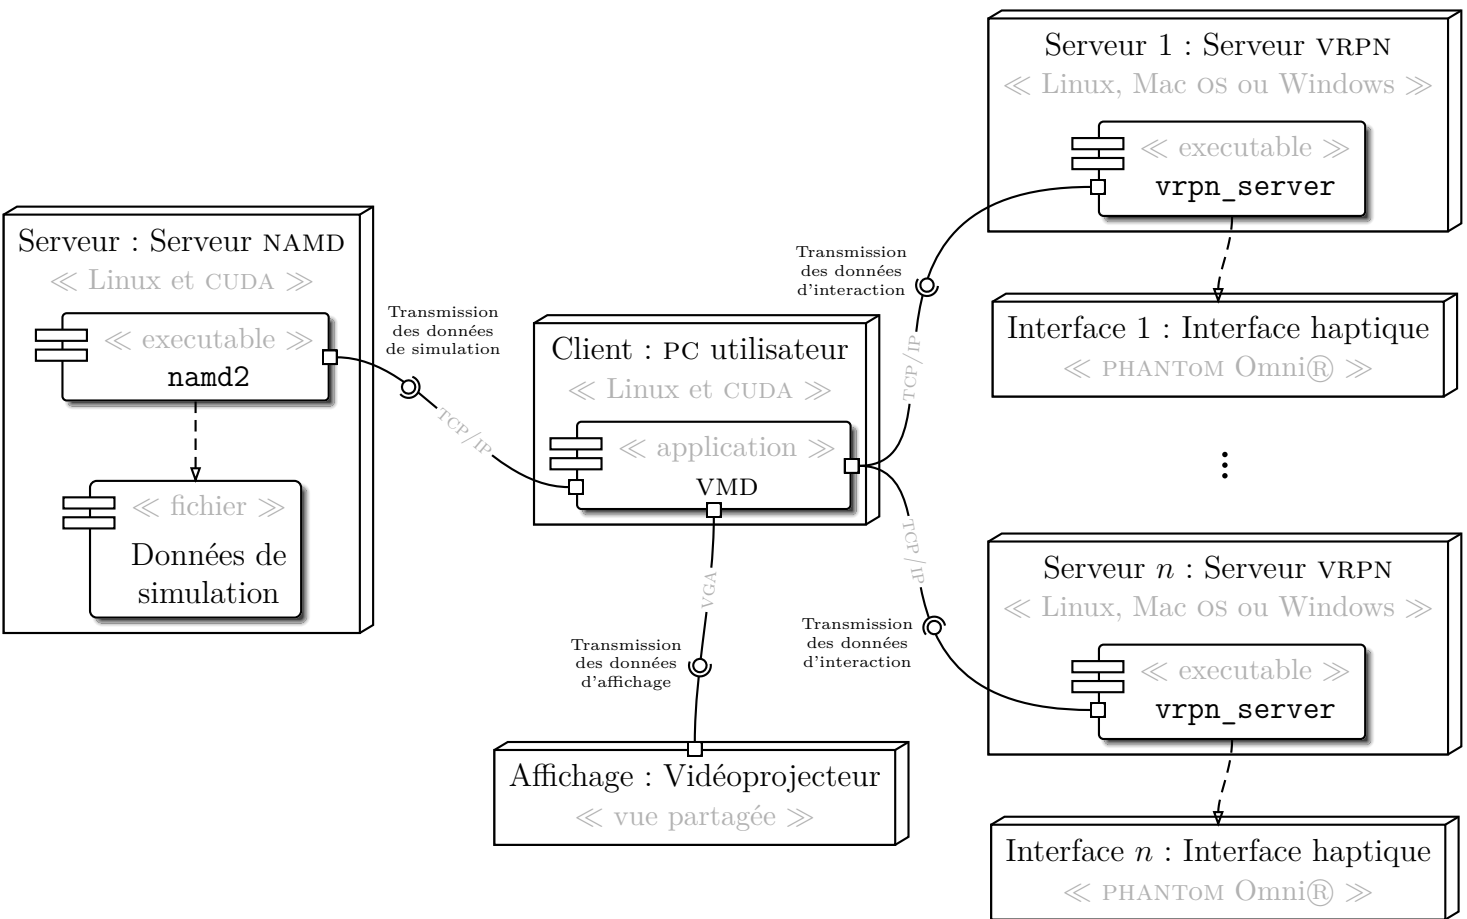 Serveur : Serveur NAMD
≪ Linux et CUDA ≫
≪ executable ≫
namd2
≪ fichier ≫
Données de
simulation
Transmission
des données
de simulation
TCP/IP
Client : PC utilisateur
≪ Linux et CUDA ≫
≪ application ≫
VMD
VGA
Transmission
des données
d'affichage
Affichage : Vidéoprojecteur
≪ vue partagée ≫
Transmission
des données
d'interaction
TCP/IP
Serveur 1 : Serveur VRPN
≪ Linux, Mac OS ou Windows ≫
≪ executable ≫
vrpn_server
Interface 1 : Interface haptique
≪ PHANToM Omni® ≫
TCP/IP
Transmission
des données
d'interaction
Serveur n : Serveur VRPN
≪ Linux, Mac OS ou Windows ≫
≪ executable ≫
vrpn_server
Interface n : Interface haptique
≪ PHANToM Omni® ≫